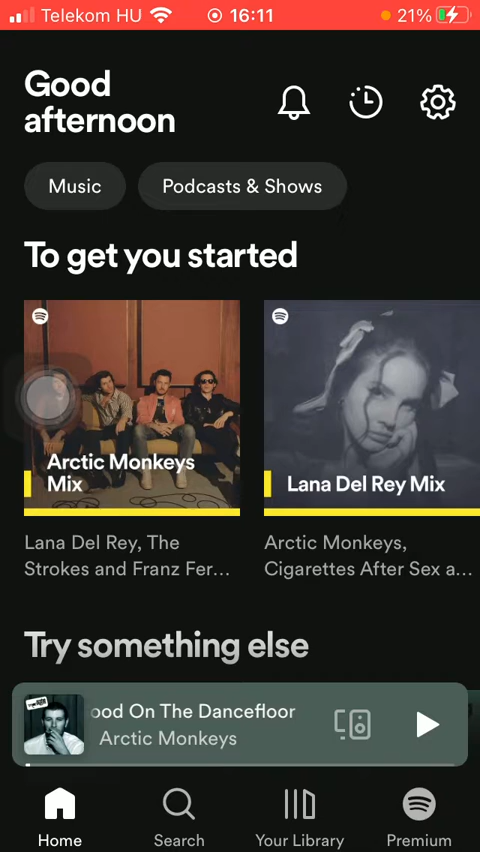 Telekom HU 16:11 21%
Good
afternoon
Music Podcasts & Shows
To get you started
Arctic Monkeys
Mix
Lana Del Rey Mix
Lana Del Rey, The
Strokes and Franz Fer...
Arctic Monkeys,
Cigarettes After Sex a...
Try something else
ood On The Dancefloor
Arctic Monkeys
Home Search Your Library Premium